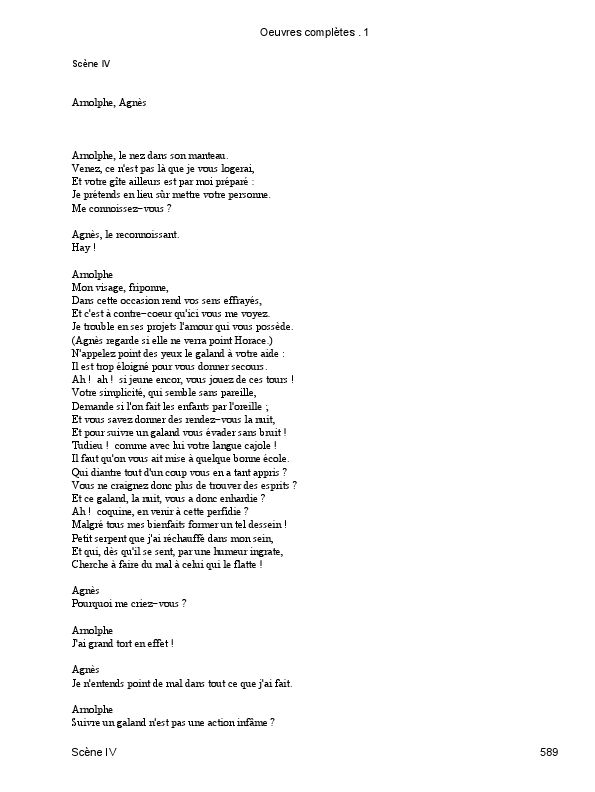 Oeuvres complètes . 1
Scène IV
Arnolphe, Agnès
Arnolphe, le nez dans son manteau.
Venez, ce n'est pas là que je vous logerai,
Et votre gîte ailleurs est par moi préparé :
Je prétends en lieu sûr mettre votre personne.
Me connoissez-vous ?
Agnès, le reconnoissant.
Hay !
Arnolphe
Mon visage, friponne,
Dans cette occasion rend vos sens effrayés,
Et c'est à contre-coeur qu'ici vous me voyez.
Je trouble en ses projets l'amour qui vous possède.
(Agnès regarde si elle ne verra point Horace.)
N'appelez point des yeux le galand à votre aide :
Il est trop éloigné pour vous donner secours.
Ah ! ah ! si jeune encor, vous jouez de ces tours !
Votre simplicité, qui semble sans pareille,
Demande si l'on fait les enfants par l'oreille ;
Et vous savez donner des rendez-vous la nuit,
Et pour suivre un galand vous évader sans bruit !
Tudieu ! comme avec lui votre langue cajole !
Il faut qu'on vous ait mise à quelque bonne école.
Qui diantre tout d'un coup vous en a tant appris ?
Vous ne craignez donc plus de trouver des esprits ?
Et ce galand, la nuit, vous a donc enhardie ?
Ah ! coquine, en venir à cette perfidie ?
Malgré tous mes bienfaits former un tel dessein !
Petit serpent que j'ai réchauffé dans mon sein,
Et qui, dès qu'il se sent, par une humeur ingrate,
Cherche à faire du mal à celui qui le flatte !
Agnès
Pourquoi me criez-vous ?
Arnolphe
J'ai grand tort en effet !
Agnès
Je n'entends point de mal dans tout ce que j'ai fait.
Arnolphe
Suivre un galand n'est pas une action infâme ?
Scène IV
589